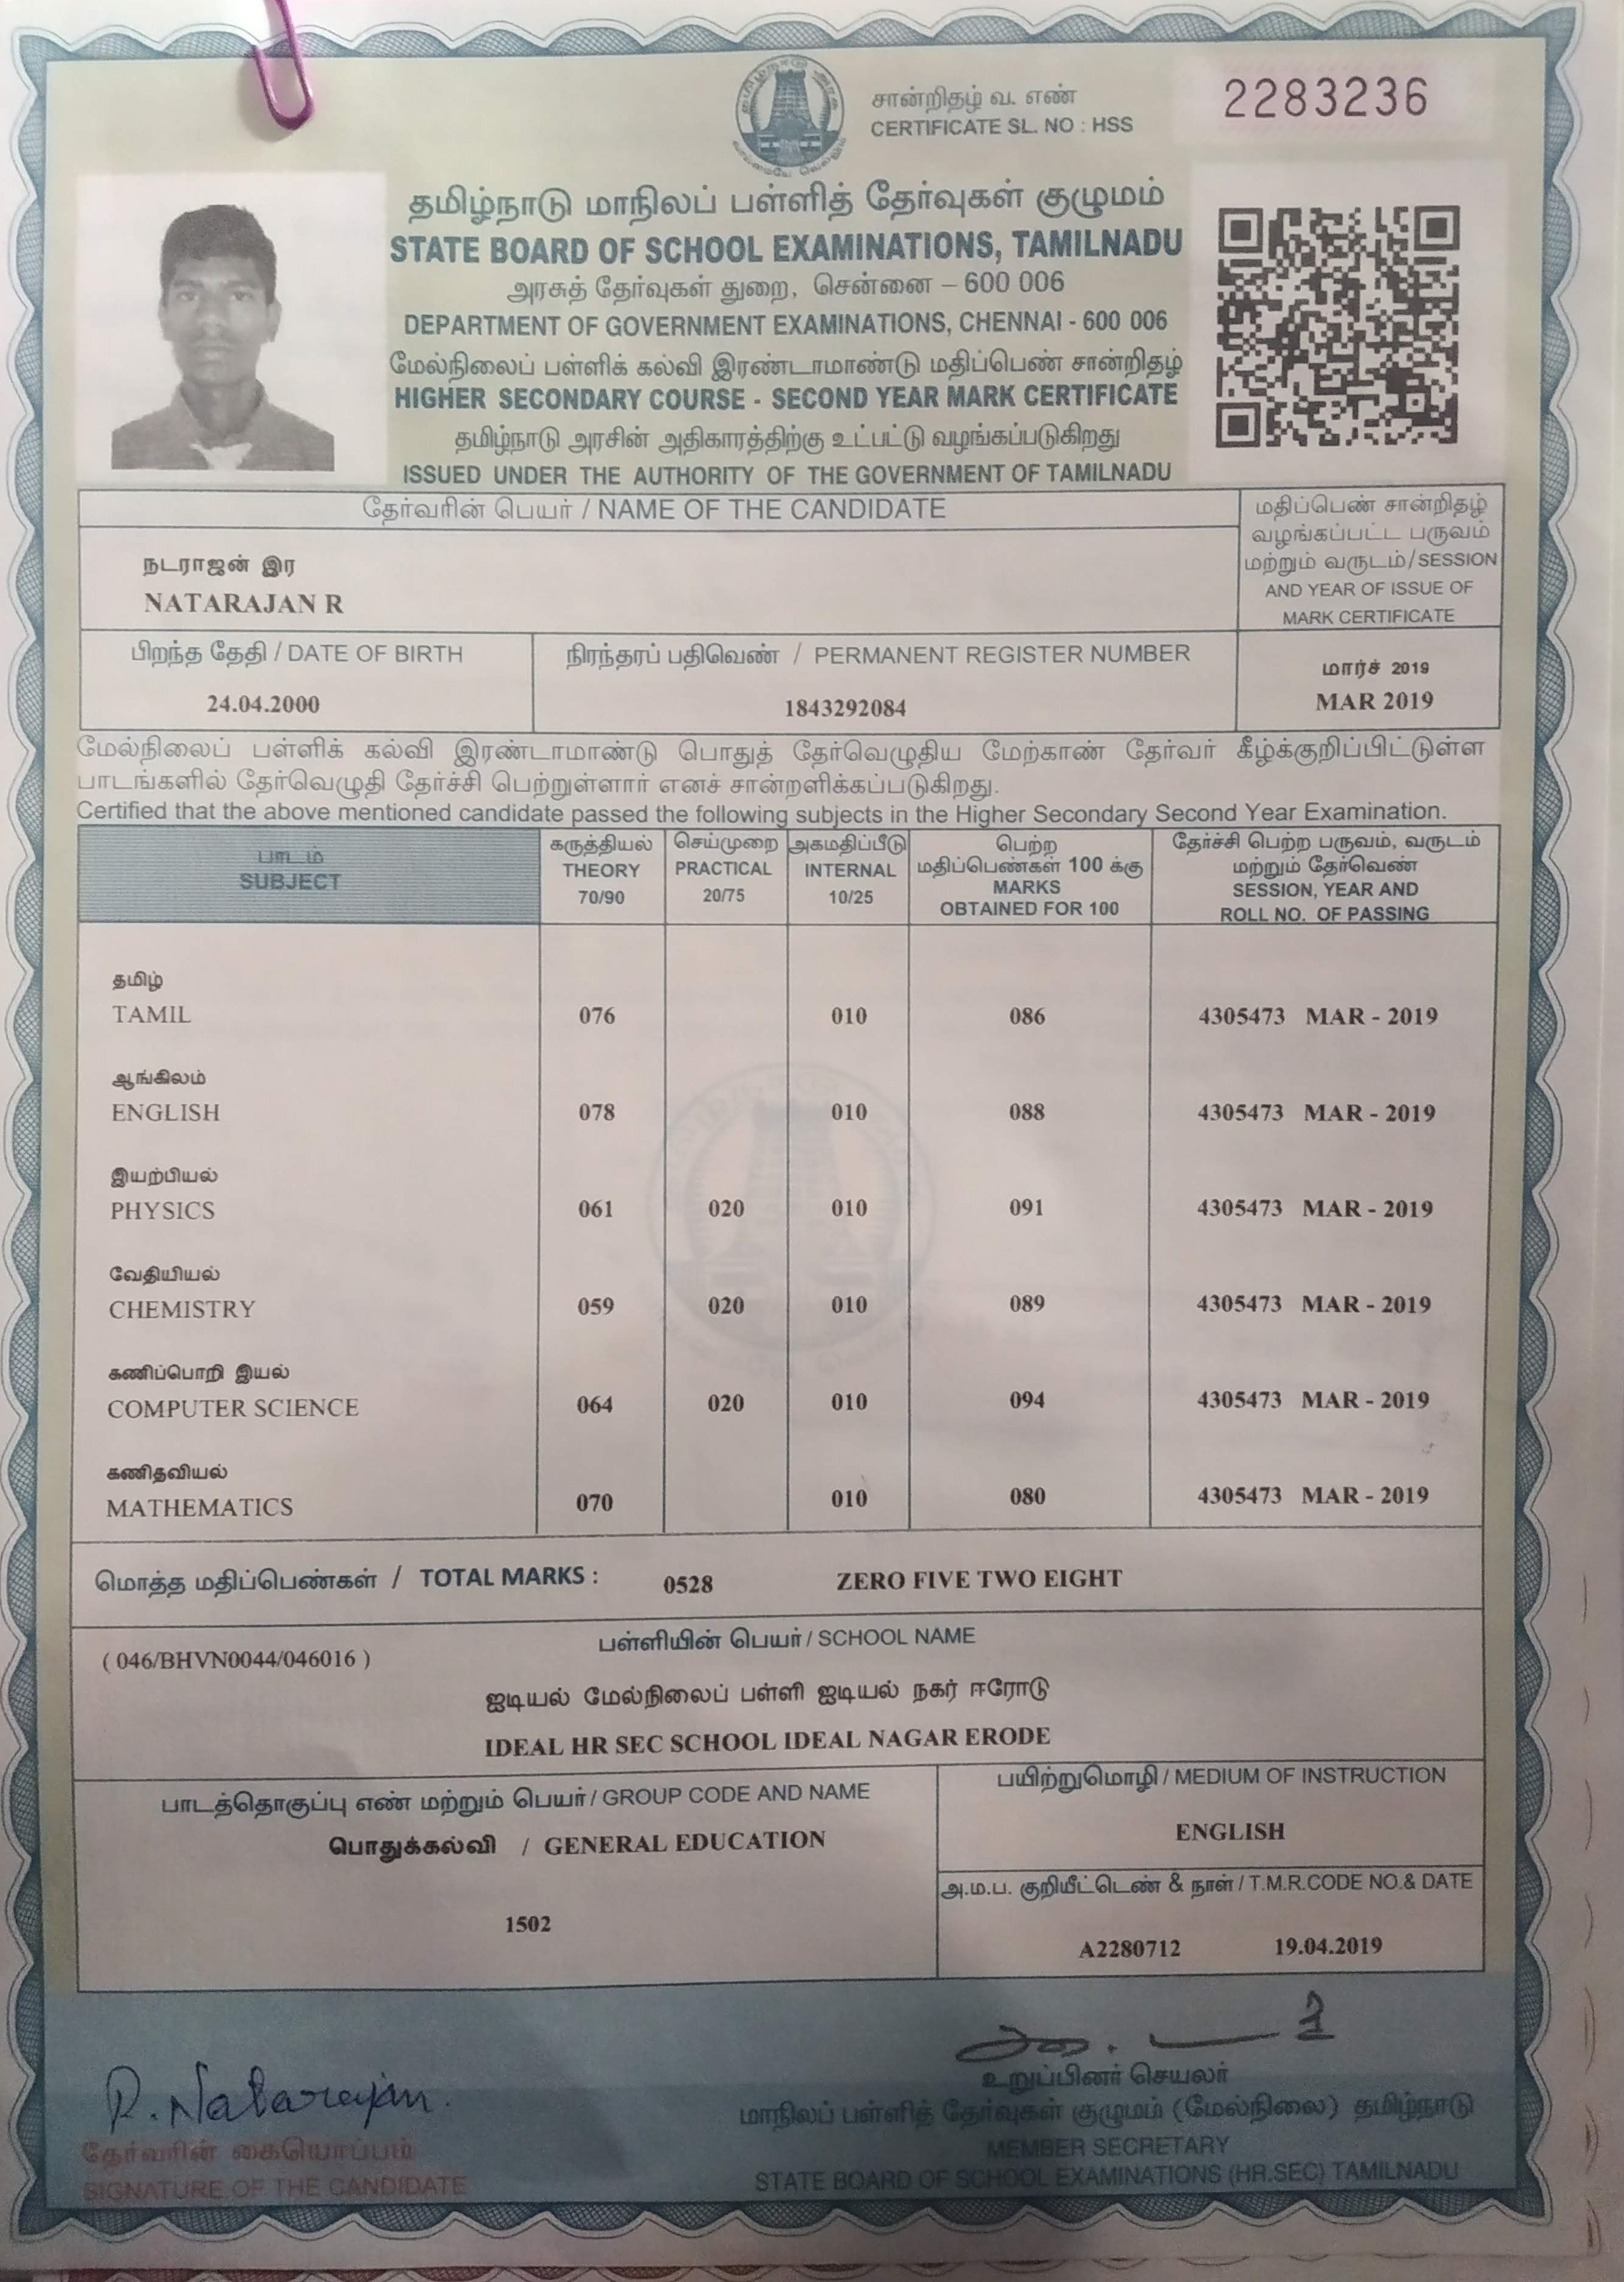 சான்றிதழ் வ. எண்
CERTIFICATE SL. NO : HSS
2283236
தமிழ்நாடு மாநிலப் பள்ளித் தேர்வுகள் குழுமம்
STATE BOARD OF SCHOOL EXAMINATIONS, TAMILNADU
அரசுத் தேர்வுகள் துறை, சென்னை – 600 006
DEPARTMENT OF GOVERNMENT EXAMINATIONS, CHENNAI - 600 006
மேல்நிலைப் பள்ளிக் கல்வி இரண்டாமாண்டு மதிப்பெண் சான்றிதழ்
HIGHER SECONDARY COURSE - SECOND YEAR MARK CERTIFICATE
தமிழ்நாடு அரசின் அதிகாரத்திற்கு உட்பட்டு வழங்கப்படுகிறது
ISSUED UNDER THE AUTHORITY OF THE GOVERNMENT OF TAMILNADU
தேர்வரின் பெயர் / NAME OF THE CANDIDATE
நடராஜன் இர
NATARAJAN R
மதிப்பெண் சான்றிதழ்
வழங்கப்பட்ட பருவம்
மற்றும் வருடம்/SESSION
AND YEAR OF ISSUE OF
MARK CERTIFICATE
பிறந்த தேதி / DATE OF BIRTH
24.04.2000
நிரந்தரப் பதிவெண் / PERMANENT REGISTER NUMBER
1843292084
மார்ச் 2019
MAR 2019
மேல்நிலைப் பள்ளிக் கல்வி இரண்டாமாண்டு பொதுத் தேர்வெழுதிய மேற்காண் தேர்வர் கீழ்க்குறிப்பிட்டுள்ள
பாடங்களில் தேர்வெழுதி தேர்ச்சி பெற்றுள்ளார் எனச் சான்றளிக்கப்படுகிறது.
Certified that the above mentioned candidate passed the following subjects in the Higher Secondary Second Year Examination.
பாடம்
SUBJECT
கருத்தியல்
THEORY
70/90
செய்முறை
PRACTICAL
20/75
அகமதிப்பீடு
INTERNAL
10/25
பெற்ற
மதிப்பெண்கள் 100 க்கு
MARKS
OBTAINED FOR 100
தேர்ச்சி பெற்ற பருவம், வருடம்
மற்றும் தேர்வெண்
SESSION, YEAR AND
ROLL NO. OF PASSING
தமிழ்
TAMIL 076 010 086 4305473 MAR - 2019
ஆங்கிலம்
ENGLISH 078 010 088 4305473 MAR - 2019
இயற்பியல்
PHYSICS 061 020 010 091 4305473 MAR - 2019
வேதியியல்
CHEMISTRY 059 020 010 089 4305473 MAR - 2019
கணிப்பொறி இயல்
COMPUTER SCIENCE 064 020 010 094 4305473 MAR - 2019
கணிதவியல்
MATHEMATICS 070 010 080 4305473 MAR - 2019
மொத்த மதிப்பெண்கள் / TOTAL MARKS : 0528 ZERO FIVE TWO EIGHT
பள்ளியின் பெயர் / SCHOOL NAME
( 046/BHVN0044/046016 )
ஐடியல் மேல்நிலைப் பள்ளி ஐடியல் நகர் ஈரோடு
IDEAL HR SEC SCHOOL IDEAL NAGAR ERODE
பாடத்தொகுப்பு எண் மற்றும் பெயர் / GROUP CODE AND NAME
பொதுக்கல்வி / GENERAL EDUCATION
1502
பயிற்றுமொழி / MEDIUM OF INSTRUCTION
ENGLISH
அ.ம.ப. குறியீட்டெண் & நாள் / T.M.R.CODE NO.& DATE
A2280712 19.04.2019
R. Natarajan.
தேர்வரின் கையொப்பம்
SIGNATURE OF THE CANDIDATE
உறுப்பினர் செயலர்
மாநிலப் பள்ளித் தேர்வுகள் குழுமம் (மேல்நிலை) தமிழ்நாடு
MEMBER SECRETARY
STATE BOARD OF SCHOOL EXAMINATIONS (HR.SEC) TAMILNADU